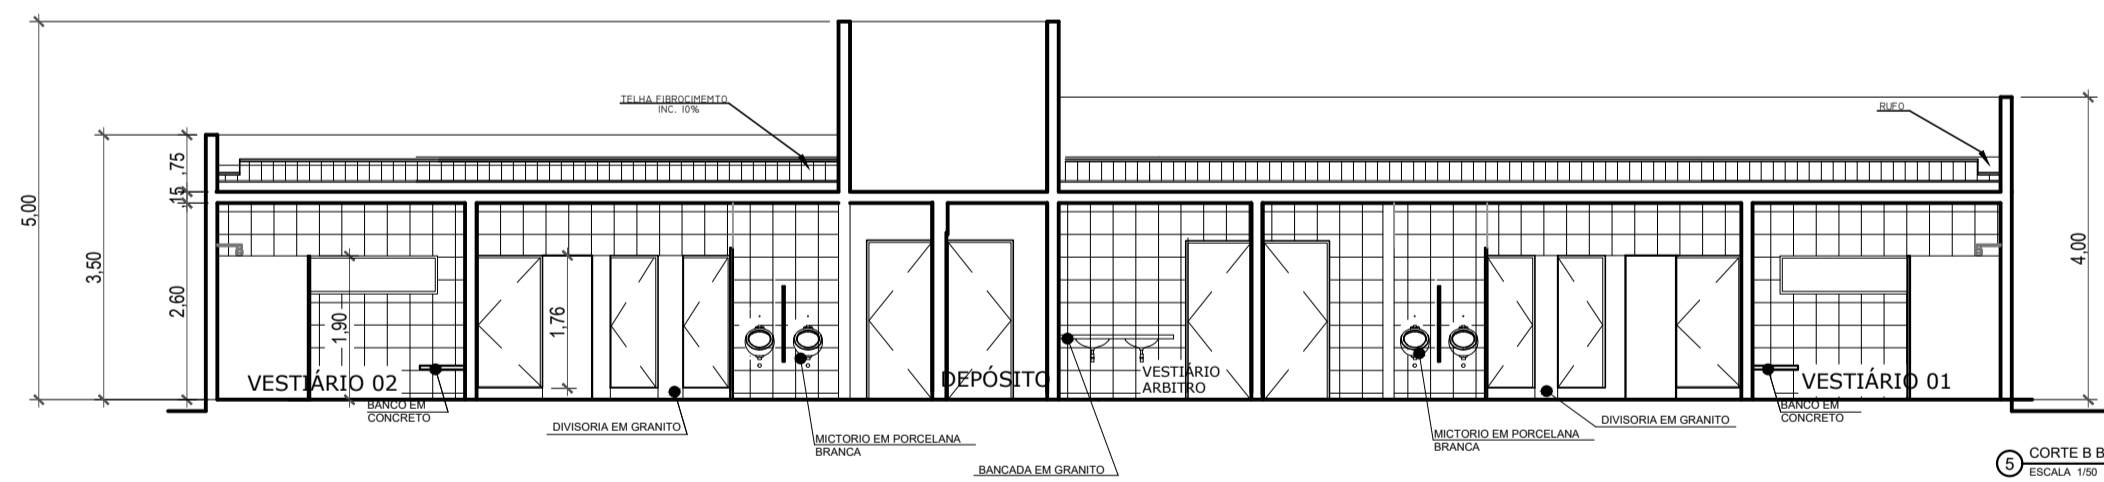 TELHA FIBROCIMEMTO
INC. 10%
RUFO
5,00
3,50
,75
,15
2,60
1,90
1,76
4,00
VESTIÁRIO 02
DEPÓSITO
VESTIÁRIO
ARBITRO
VESTIÁRIO 01
BANCO EM
CONCRETO
DIVISORIA EM GRANITO
MICTORIO EM PORCELANA
BRANCA
BANCADA EM GRANITO
MICTORIO EM PORCELANA
BRANCA
DIVISORIA EM GRANITO
BANCO EM
CONCRETO
5
CORTE B B
ESCALA 1/50